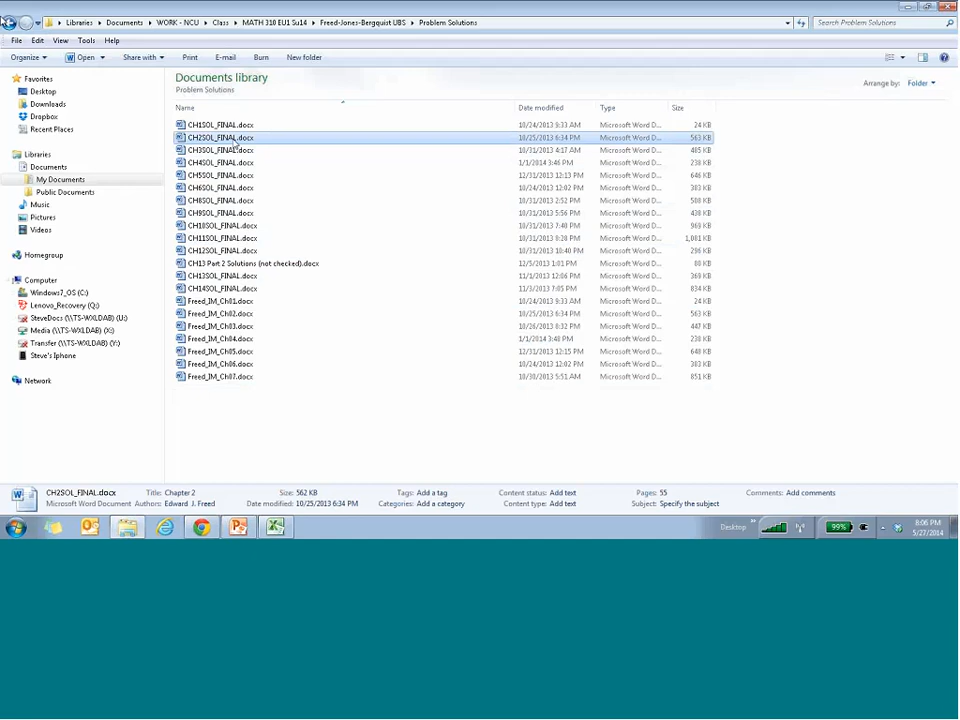 Libraries ▸ Documents ▸ WORK - NCU ▸ Class ▸ MATH 310 EU1 Su14 ▸ Freed-Jones-Bergquist UBS ▸ Problem Solutions
Search Problem Solutions
File Edit View Tools Help
Organize Open Share with Print E-mail Burn New folder
Documents library
Problem Solutions
Arrange by: Folder
Name Date modified Type Size
CH1SOL_FINAL.docx 10/24/2013 9:33 AM Microsoft Word D... 24 KB
CH2SOL_FINAL.docx 10/25/2013 6:34 PM Microsoft Word D... 563 KB
CH3SOL_FINAL.docx 10/31/2013 4:17 AM Microsoft Word D... 485 KB
CH4SOL_FINAL.docx 1/1/2014 3:46 PM Microsoft Word D... 238 KB
CH5SOL_FINAL.docx 12/31/2013 12:13 PM Microsoft Word D... 646 KB
CH6SOL_FINAL.docx 10/24/2013 12:02 PM Microsoft Word D... 383 KB
CH8SOL_FINAL.docx 10/31/2013 2:52 PM Microsoft Word D... 508 KB
CH9SOL_FINAL.docx 10/31/2013 5:56 PM Microsoft Word D... 438 KB
CH10SOL_FINAL.docx 10/31/2013 7:40 PM Microsoft Word D... 969 KB
CH11SOL_FINAL.docx 10/31/2013 8:28 PM Microsoft Word D... 1,081 KB
CH12SOL_FINAL.docx 10/31/2013 10:40 PM Microsoft Word D... 296 KB
CH13 Part 2 Solutions (not checked).docx 12/5/2013 1:01 PM Microsoft Word D... 80 KB
CH13SOL_FINAL.docx 11/1/2013 12:06 PM Microsoft Word D... 369 KB
CH14SOL_FINAL.docx 11/3/2013 7:05 PM Microsoft Word D... 834 KB
Freed_IM_Ch01.docx 10/24/2013 9:33 AM Microsoft Word D... 24 KB
Freed_IM_Ch02.docx 10/25/2013 6:34 PM Microsoft Word D... 563 KB
Freed_IM_Ch03.docx 10/26/2013 8:32 PM Microsoft Word D... 447 KB
Freed_IM_Ch04.docx 1/1/2014 3:48 PM Microsoft Word D... 238 KB
Freed_IM_Ch05.docx 12/31/2013 12:15 PM Microsoft Word D... 648 KB
Freed_IM_Ch06.docx 10/24/2013 12:02 PM Microsoft Word D... 383 KB
Freed_IM_Ch07.docx 10/30/2013 5:51 AM Microsoft Word D... 851 KB
Favorites
Desktop
Downloads
Dropbox
Recent Places
Libraries
Documents
My Documents
Public Documents
Music
Pictures
Videos
Homegroup
Computer
Windows7_OS (C:)
Lenovo_Recovery (Q:)
SteveDocs (\\TS-WXLDAB) (U:)
Media (\\TS-WXLDAB) (X:)
Transfer (\\TS-WXLDAB) (Y:)
Steve's Iphone
Network
CH2SOL_FINAL.docx Title: Chapter 2 Size: 562 KB Tags: Add a tag Content status: Add text Pages: 55 Comments: Add comments
Microsoft Word Document Authors: Edward J. Freed Date modified: 10/25/2013 6:34 PM Categories: Add a category Content type: Add text Subject: Specify the subject
Desktop » 99% 8:06 PM
5/27/2014